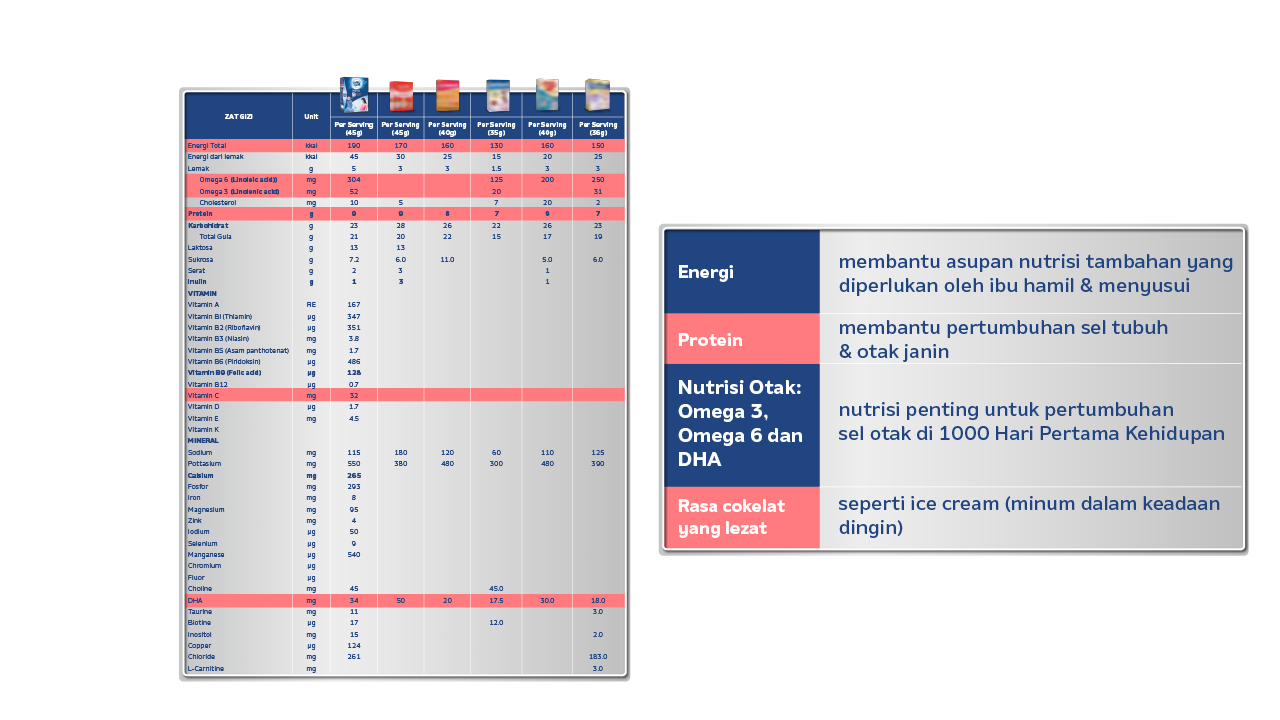 ZAT GIZI Unit Per Serving (45g) Per Serving (45g) Per Serving (40g) Per Serving (35g) Per Serving (40g) Per Serving (36g)
Energi Total kkal 190 170 160 130 160 150
Energi dari lemak kkal 45 30 25 15 20 25
Lemak g 5 3 3 1.5 3 3
Omega 6 (Linoleic acid)) mg 304 125 200 250
Omega 3 (Linolenic acid) mg 52 20 31
Cholesterol mg 10 5 7 20 2
Protein g 9 9 8 7 9 7
Karbohidrat g 23 28 26 22 26 23
Total Gula g 21 20 22 15 17 19
Laktosa g 13 13
Sukrosa g 7.2 6.0 11.0 5.0 6.0
Serat g 2 3 1
Inulin g 1 3 1
VITAMIN
Vitamin A RE 167
Vitamin B1 (Thiamin) µg 347
Vitamin B2 (Riboflavin) µg 351
Vitamin B3 (Niasin) mg 3.8
Vitamin B5 (Asam panthotenat) mg 1.7
Vitamin B6 (Piridoksin) µg 486
Vitamin B9 (Folic acid) µg 128
Vitamin B12 µg 0.7
Vitamin C mg 32
Vitamin D µg 1.7
Vitamin E mg 4.5
Vitamin K
MINERAL
Sodium mg 115 180 120 60 110 125
Pottasium mg 550 380 480 300 480 390
Calsium mg 265
Fosfor mg 293
Iron mg 8
Magnesium mg 95
Zink mg 4
Iodium µg 50
Selenium µg 9
Manganese µg 540
Chromium µg
Fluor µg
Choline mg 45 45.0
DHA mg 34 50 20 17.5 30.0 18.0
Taurine mg 11 3.0
Biotine µg 17 12.0
Inositol mg 15 2.0
Copper µg 124
Chloride mg 261 183.0
L-Carnitine mg 3.0
Energi
membantu asupan nutrisi tambahan yang
diperlukan oleh ibu hamil & menyusui
Protein
membantu pertumbuhan sel tubuh
& otak janin
Nutrisi Otak:
Omega 3,
Omega 6 dan
DHA
nutrisi penting untuk pertumbuhan
sel otak di 1000 Hari Pertama Kehidupan
Rasa cokelat
yang lezat
seperti ice cream (minum dalam keadaan
dingin)